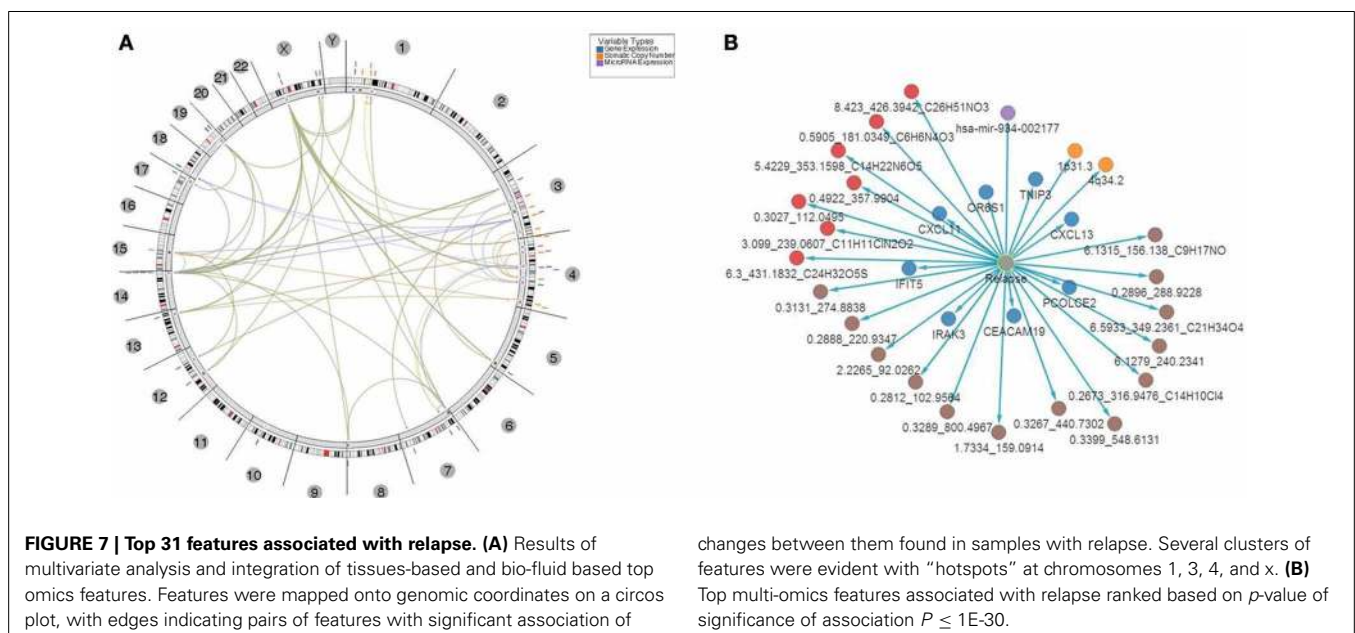 A
Y
1
2
3
4
5
6
7
8
9
10
11
12
13
14
15
16
17
18
19
20
21
22
X
Variable Types
Gene Expression
Somatic Copy Number
MicroRNA Expression
B
8.423_426.3942_C26H51NO3
hsa-mir-934-002177
0.5905_181.0349_C6H6N4O3
5.4229_353.1598_C14H22N6O5
1p31.3
4q34.2
0.4922_357.9904
TNIP3
OR6S1
0.3027_112.0495
CXCL11
CXCL13
3.099_239.0607_C11H11ClN2O2
6.1315_156.138_C9H17NO
6.3_431.1832_C24H32O5S
IFIT5
Relapse
0.2896_288.9228
0.3131_274.8838
PCOLCE2
6.5933_349.2361_C21H34O4
0.2888_220.9347
IRAK3
CEACAM19
6.1279_240.2341
2.2265_92.0262
0.2812_102.9564
0.2673_316.9476_C14H10Cl4
0.3289_800.4967
0.3267_440.7302
0.3399_548.6131
1.7334_159.0914
FIGURE 7 | Top 31 features associated with relapse. (A) Results of
multivariate analysis and integration of tissues-based and bio-fluid based top
omics features. Features were mapped onto genomic coordinates on a circos
plot, with edges indicating pairs of features with significant association of
changes between them found in samples with relapse. Several clusters of
features were evident with “hotspots” at chromosomes 1, 3, 4, and x. (B)
Top multi-omics features associated with relapse ranked based on p-value of
significance of association P ≤ 1E-30.